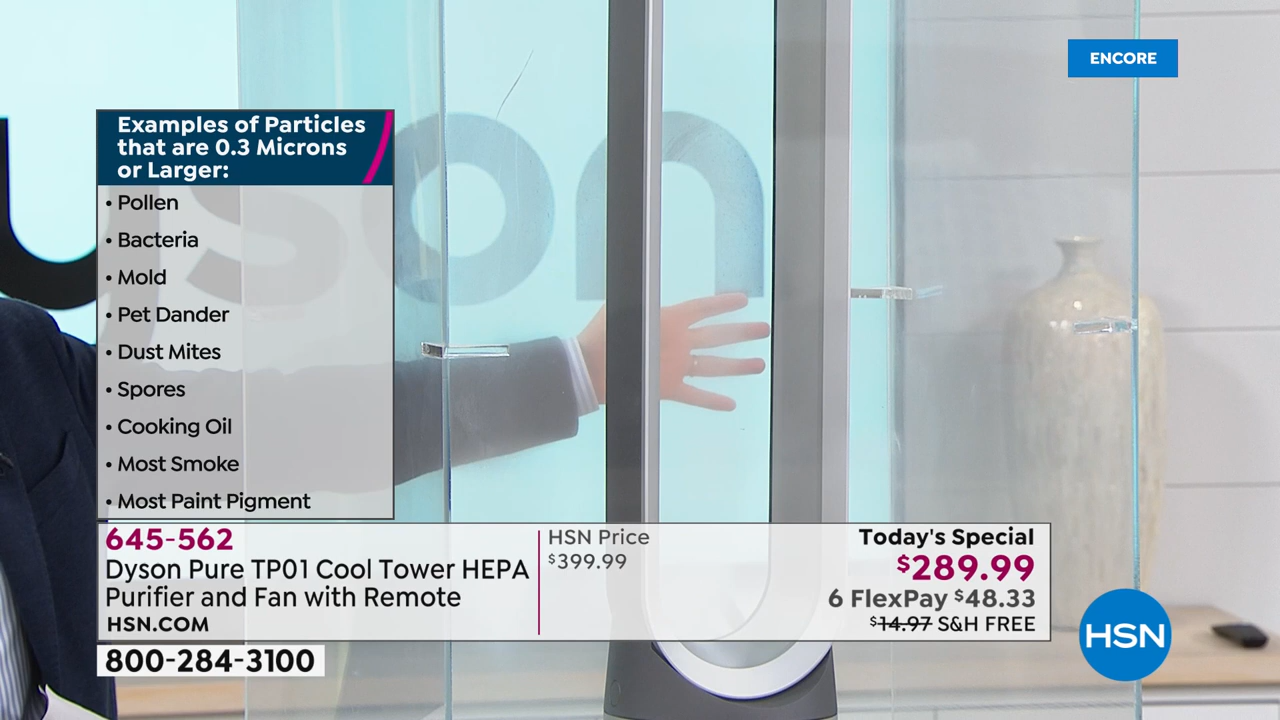 ENCORE
Examples of Particles
that are 0.3 Microns
or Larger:
• Pollen
• Bacteria
• Mold
• Pet Dander
• Dust Mites
• Spores
• Cooking Oil
• Most Smoke
• Most Paint Pigment
yson
645-562
Dyson Pure TP01 Cool Tower HEPA
Purifier and Fan with Remote
HSN.COM
HSN Price
$399.99
Today's Special
$289.99
6 FlexPay $48.33
$14.97 S&H FREE
800-284-3100
HSN